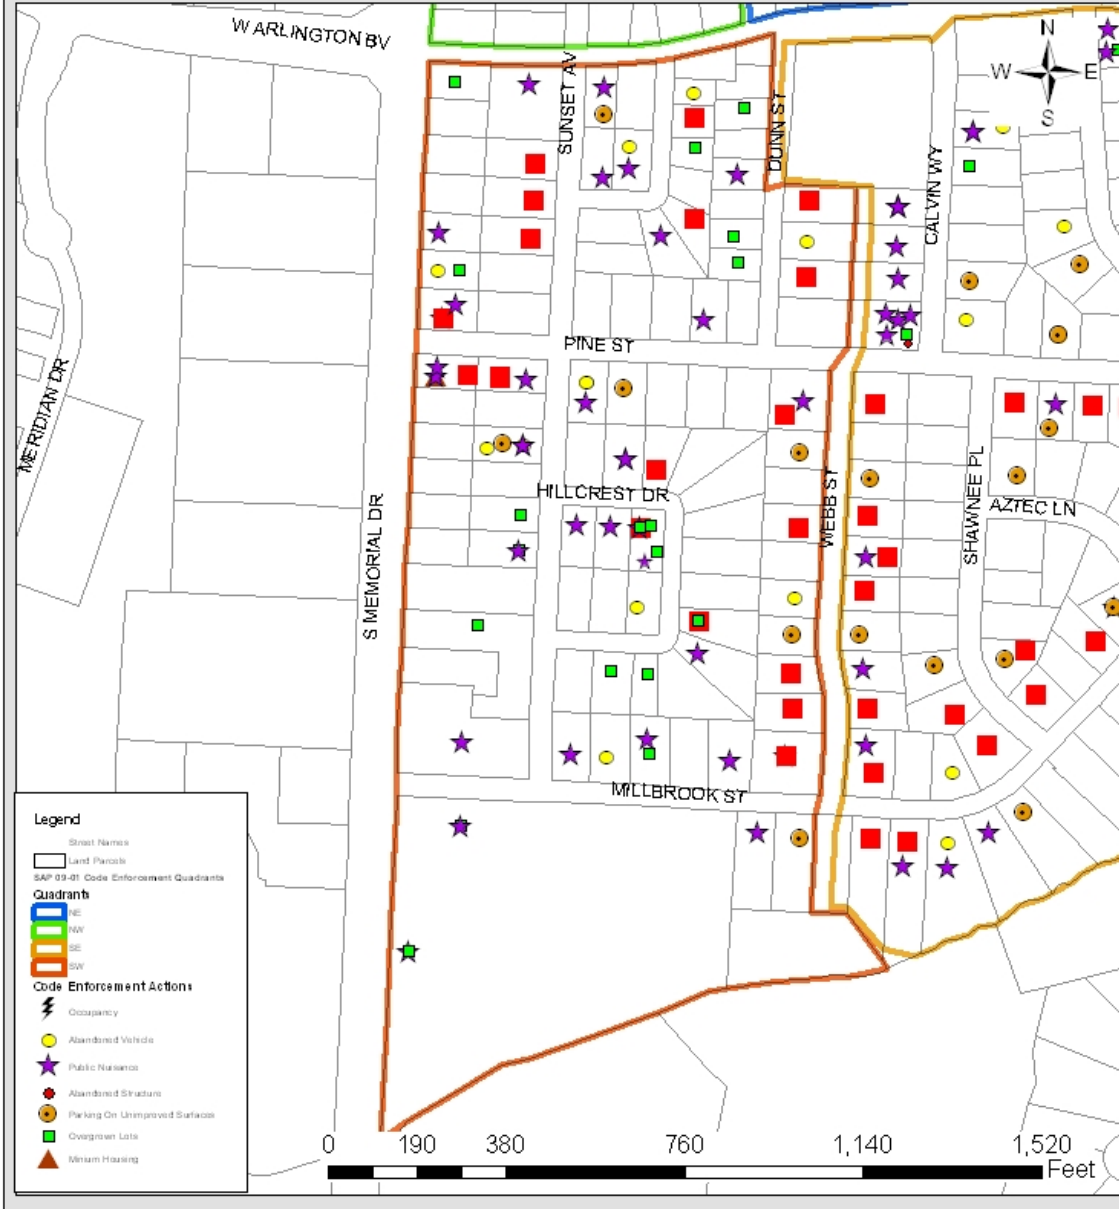 W ARLINGTON BV
N
W E
S
SUNSET AV
DUNN ST
CALVIN WY
PINE ST
MERIDIAN DR
HILLCREST DR
S MEMORIAL DR
WEBB ST
SHAWNEE PL
AZTEC LN
MILLBROOK ST
Legend
Street Names
Land Parcels
SAP 09-01 Code Enforcement Quadrants
Quadrants
NE
NW
SE
SW
Code Enforcement Actions
Occupancy
Abandoned Vehicle
Public Nuisance
Abandoned Structure
Parking On Unimproved Surfaces
Overgrown Lots
Minium Housing
0 190 380 760 1,140 1,520
Feet